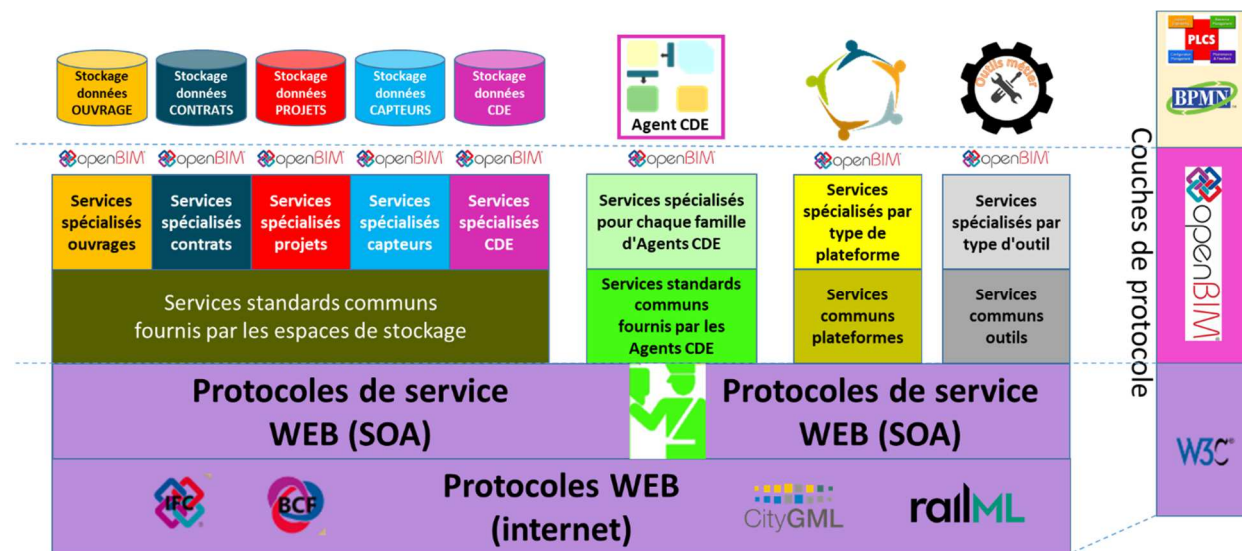 Stockage
données
OUVRAGE
Stockage
données
CONTRATS
Stockage
données
PROJETS
Stockage
données
CAPTEURS
Stockage
données
CDE
Agent CDE
Outils métier
PLCS
BPMN
openBIM
openBIM
openBIM
openBIM
openBIM
openBIM
openBIM
openBIM
Services
spécialisés
ouvrages
Services
spécialisés
contrats
Services
spécialisés
projets
Services
spécialisés
capteurs
Services
spécialisés
CDE
Services spécialisés
pour chaque famille
d'Agents CDE
Services
spécialisés par
type de
plateforme
Services
spécialisés par
type d'outil
Services standards communs
fournis par les espaces de stockage
Services standards
communs
fournis par les
Agents CDE
Services
communs
plateformes
Services
communs
outils
Couches de protocole
openBIM
Protocoles de service
WEB (SOA)
Protocoles de service
WEB (SOA)
W3C
IFC
BCF
Protocoles WEB
(internet)
CityGML
railML